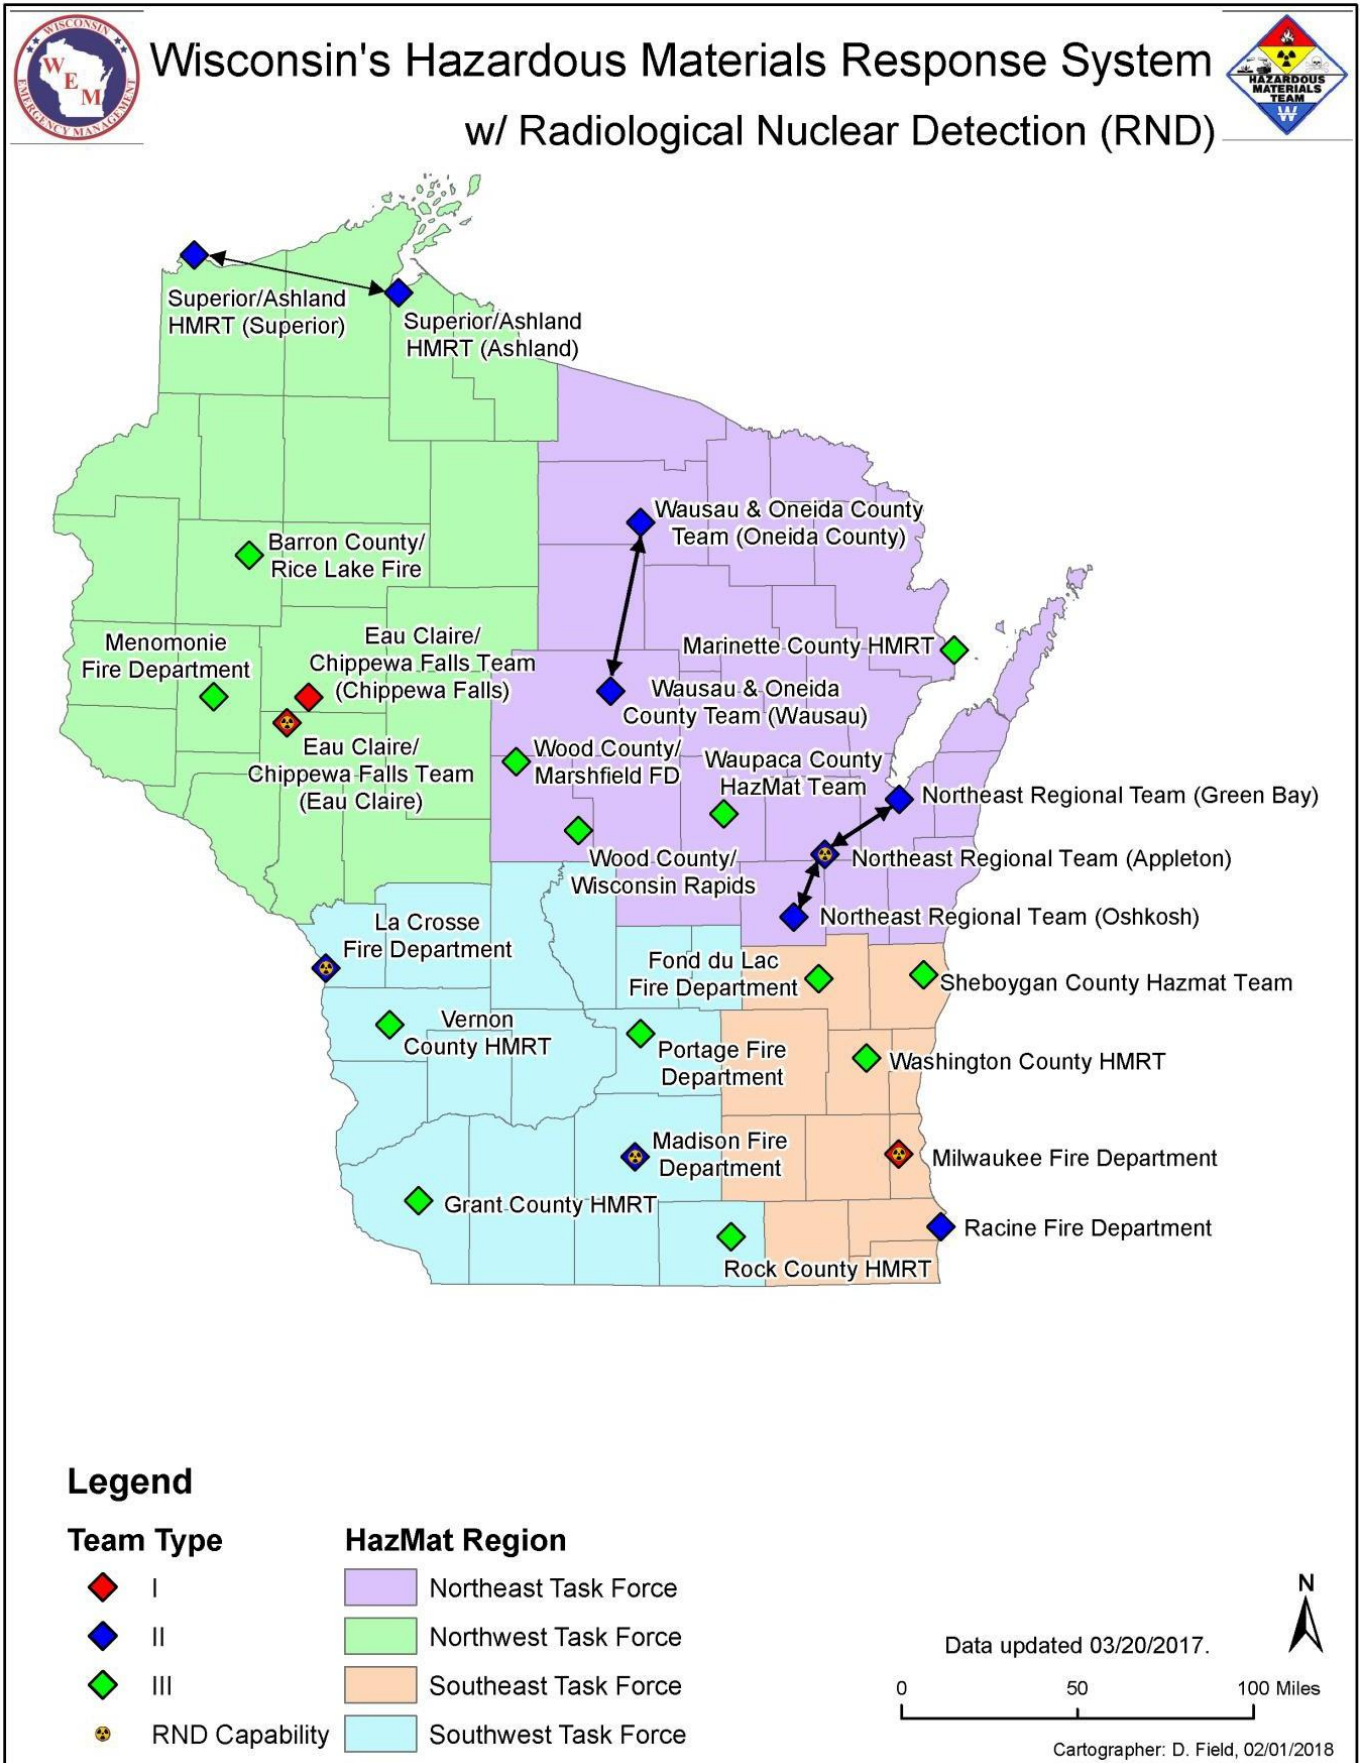 WISCONSIN
W
E
M
EMERGENCY MANAGEMENT
Wisconsin's Hazardous Materials Response System
w/ Radiological Nuclear Detection (RND)
HAZARDOUS
MATERIALS
TEAM
W
Superior/Ashland
HMRT (Superior)
Superior/Ashland
HMRT (Ashland)
Wausau & Oneida County
Team (Oneida County)
Barron County/
Rice Lake Fire
Menomonie
Fire Department
Eau Claire/
Chippewa Falls Team
(Chippewa Falls)
Marinette County HMRT
Wausau & Oneida
County Team (Wausau)
Eau Claire/
Chippewa Falls Team
(Eau Claire)
Wood County/
Marshfield FD
Waupaca County
HazMat Team
Northeast Regional Team (Green Bay)
Wood County/
Wisconsin Rapids
Northeast Regional Team (Appleton)
Northeast Regional Team (Oshkosh)
La Crosse
Fire Department
Fond du Lac
Fire Department
Sheboygan County Hazmat Team
Vernon
County HMRT
Portage Fire
Department
Washington County HMRT
Madison Fire
Department
Milwaukee Fire Department
Grant County HMRT
Racine Fire Department
Rock County HMRT
Legend
Team Type
I
II
III
RND Capability
HazMat Region
Northeast Task Force
Northwest Task Force
Southeast Task Force
Southwest Task Force
N
Data updated 03/20/2017.
0 50 100 Miles
Cartographer: D. Field, 02/01/2018